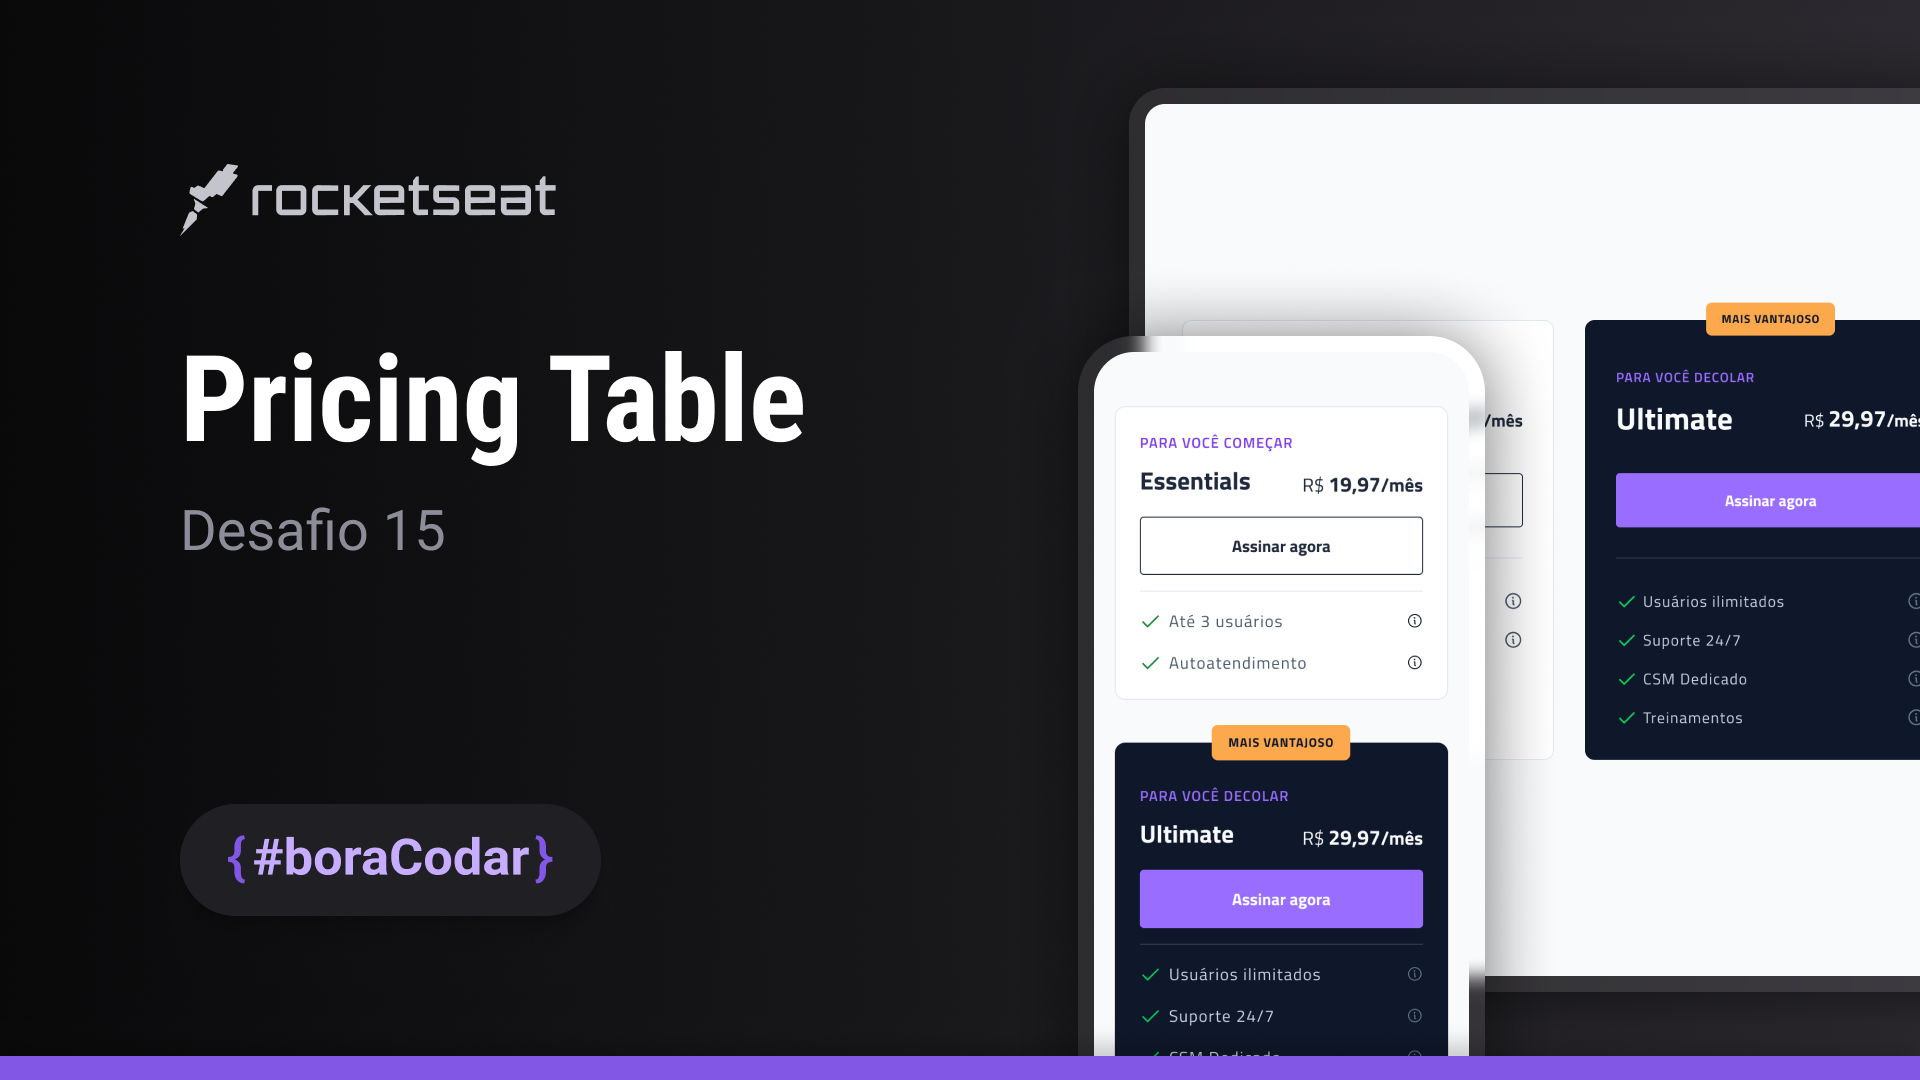 rocketseat
Pricing Table
Desafio 15
{#boraCodar}
PARA VOCÊ COMEÇAR
Essentials
R$ 19,97/mês
Assinar agora
Até 3 usuários
Autoatendimento
MAIS VANTAJOSO
PARA VOCÊ DECOLAR
Ultimate
R$ 29,97/mês
Assinar agora
Usuários ilimitados
Suporte 24/7
CSM Dedicado
/mês
MAIS VANTAJOSO
PARA VOCÊ DECOLAR
Ultimate
R$ 29,97/mês
Assinar agora
Usuários ilimitados
Suporte 24/7
CSM Dedicado
Treinamentos